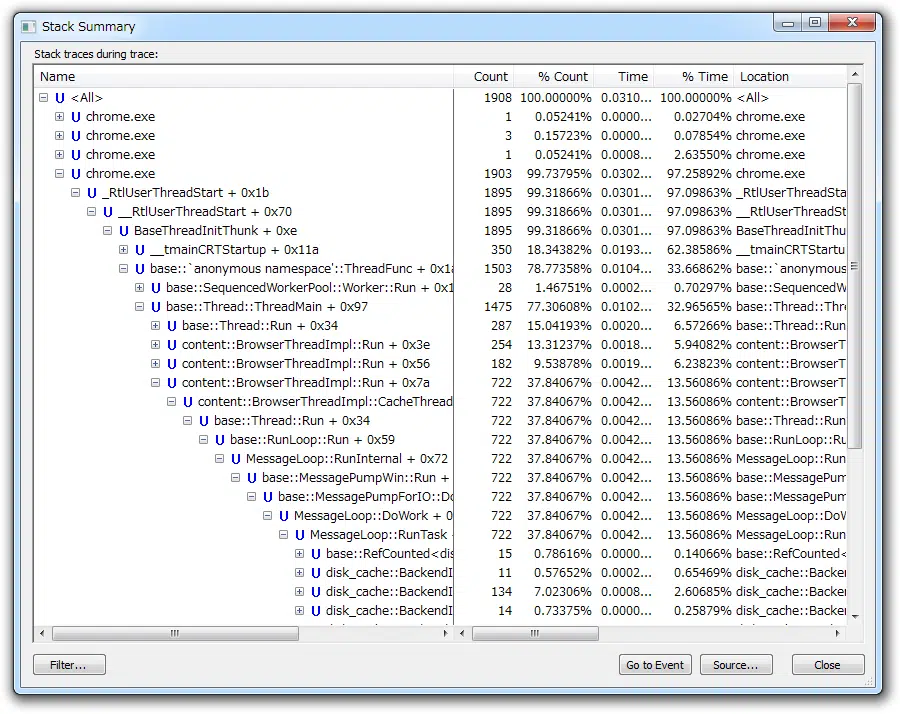 Stack Summary
Stack traces during trace:
Name Count % Count Time % Time Location
U <All> 1908 100.00000% 0.0310... 100.00000% <All>
U chrome.exe 1 0.05241% 0.0000... 0.02704% chrome.exe
U chrome.exe 3 0.15723% 0.0000... 0.07854% chrome.exe
U chrome.exe 1 0.05241% 0.0008... 2.63550% chrome.exe
U chrome.exe 1903 99.73795% 0.0302... 97.25892% chrome.exe
U _RtlUserThreadStart + 0x1b 1895 99.31866% 0.0301... 97.09863% _RtlUserThreadSta
U __RtlUserThreadStart + 0x70 1895 99.31866% 0.0301... 97.09863% __RtlUserThreadSt
U BaseThreadInitThunk + 0xe 1895 99.31866% 0.0301... 97.09863% BaseThreadInitThu
U __tmainCRTStartup + 0x11a 350 18.34382% 0.0193... 62.38586% __tmainCRTStartu
U base::`anonymous namespace'::ThreadFunc + 0x1a 1503 78.77358% 0.0104... 33.66862% base::`anonymous
U base::SequencedWorkerPool::Worker::Run + 0x1 28 1.46751% 0.0002... 0.70297% base::SequencedW
U base::Thread::ThreadMain + 0x97 1475 77.30608% 0.0102... 32.96565% base::Thread::Thre
U base::Thread::Run + 0x34 287 15.04193% 0.0020... 6.57266% base::Thread::Run
U content::BrowserThreadImpl::Run + 0x3e 254 13.31237% 0.0018... 5.94082% content::BrowserT
U content::BrowserThreadImpl::Run + 0x56 182 9.53878% 0.0019... 6.23823% content::BrowserT
U content::BrowserThreadImpl::Run + 0x7a 722 37.84067% 0.0042... 13.56086% content::BrowserT
U content::BrowserThreadImpl::CacheThread 722 37.84067% 0.0042... 13.56086% content::BrowserT
U base::Thread::Run + 0x34 722 37.84067% 0.0042... 13.56086% base::Thread::Run
U base::RunLoop::Run + 0x59 722 37.84067% 0.0042... 13.56086% base::RunLoop::Ru
U MessageLoop::RunInternal + 0x72 722 37.84067% 0.0042... 13.56086% MessageLoop::Run
U base::MessagePumpWin::Run + 722 37.84067% 0.0042... 13.56086% base::MessagePum
U base::MessagePumpForIO::Do 722 37.84067% 0.0042... 13.56086% base::MessagePum
U MessageLoop::DoWork + 0 722 37.84067% 0.0042... 13.56086% MessageLoop::DoW
U MessageLoop::RunTask 722 37.84067% 0.0042... 13.56086% MessageLoop::Run
U base::RefCounted<dis 15 0.78616% 0.0000... 0.14066% base::RefCounted<
U disk_cache::BackendI 11 0.57652% 0.0002... 0.65469% disk_cache::Backe
U disk_cache::BackendI 134 7.02306% 0.0008... 2.60685% disk_cache::Backe
U disk_cache::BackendI 14 0.73375% 0.0000... 0.25879% disk_cache::Backe
Filter... Go to Event Source... Close